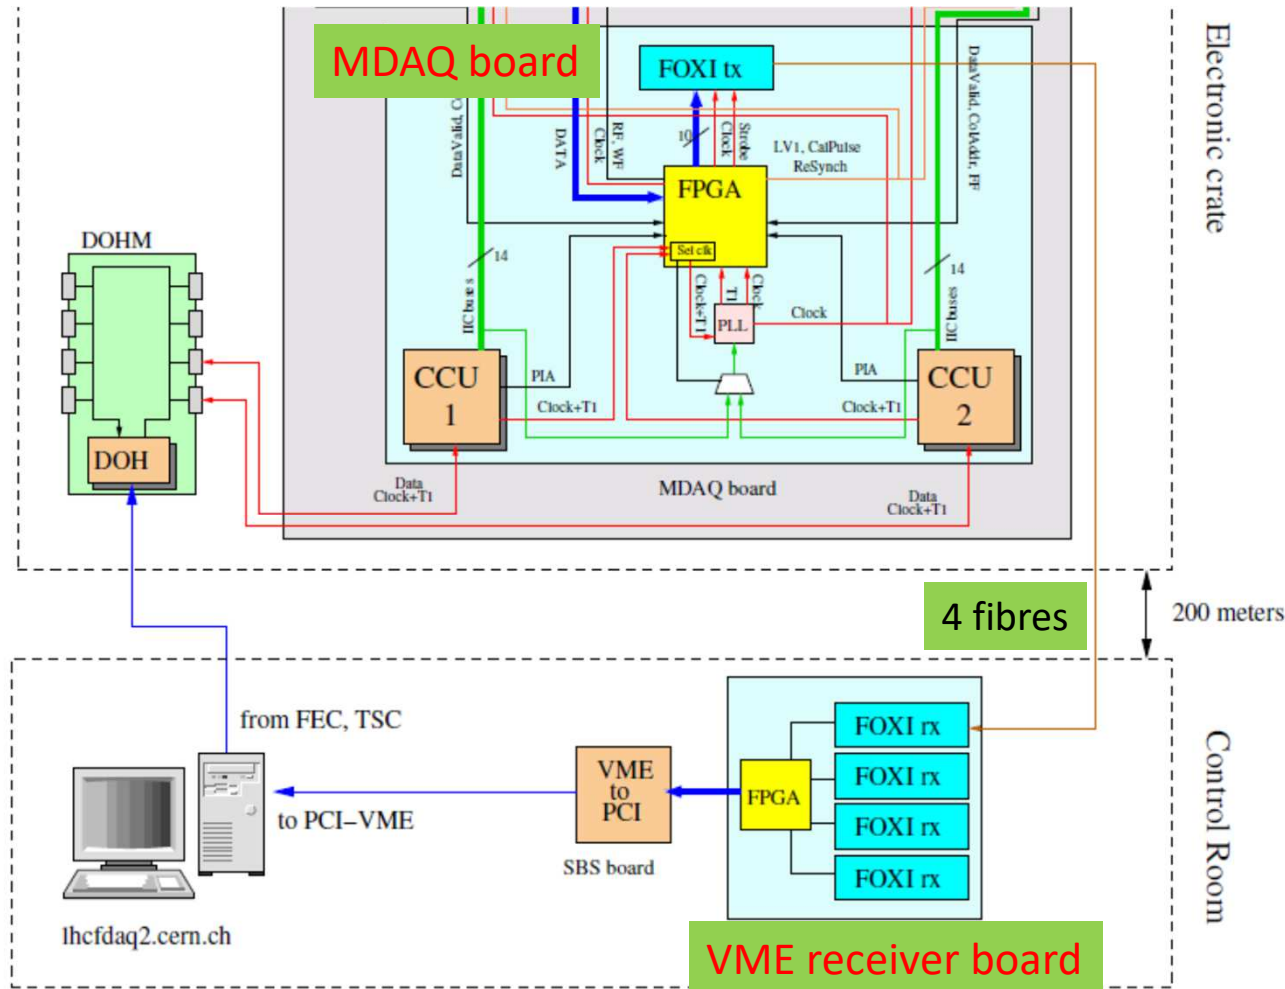 MDAQ board
FOXI tx
DataValid, Co
DATA
RF, WF
Clock
10
Clock
Strobe
LV1, CalPulse
ReSynch
DataValid, ColAddr, FF
Electronic crate
FPGA
Sel clk
DOHM
14
IIC buses
Clock+T1
T1
Clock
PLL
Clock
14
IIC buses
CCU
1
PIA
Clock+T1
PIA
Clock+T1
CCU
2
DOH
Data
Clock+T1
MDAQ board
Data
Clock+T1
4 fibres
200 meters
from FEC, TSC
to PCI–VME
VME
to
PCI
SBS board
FPGA
FOXI rx
FOXI rx
FOXI rx
FOXI rx
Control Room
lhcfdaq2.cern.ch
VME receiver board